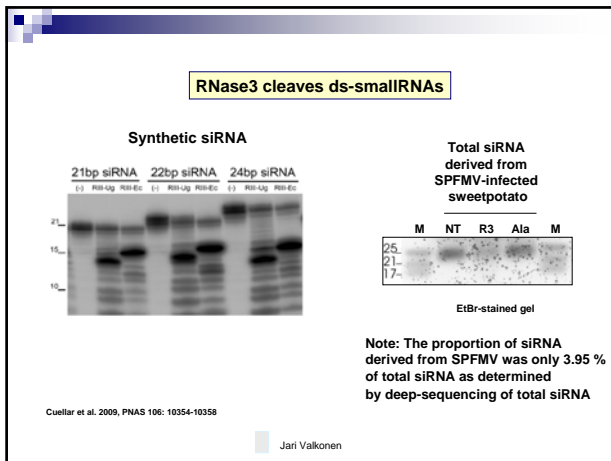 RNase3 cleaves ds-smallRNAs
Synthetic siRNA
21bp siRNA 22bp siRNA 24bp siRNA
(-) RIII-Ug RIII-Ec (-) RIII-Ug RIII-Ec (-) RIII-Ug RIII-Ec
21
15
10
Total siRNA
derived from
SPFMV-infected
sweetpotato
M NT R3 Ala M
25
21
17
EtBr-stained gel
Note: The proportion of siRNA
derived from SPFMV was only 3.95 %
of total siRNA as determined
by deep-sequencing of total siRNA
Cuellar et al. 2009, PNAS 106: 10354-10358
Jari Valkonen